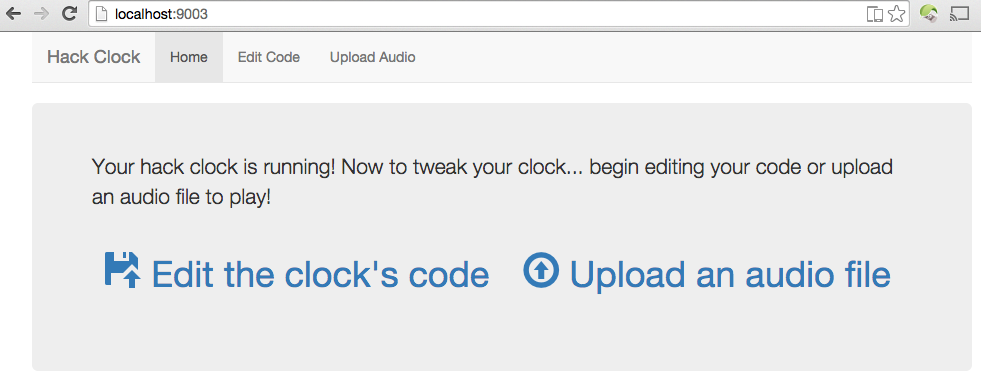 localhost:9003
Hack Clock Home Edit Code Upload Audio
Your hack clock is running! Now to tweak your clock... begin editing your code or upload
an audio file to play!
Edit the clock's code Upload an audio file